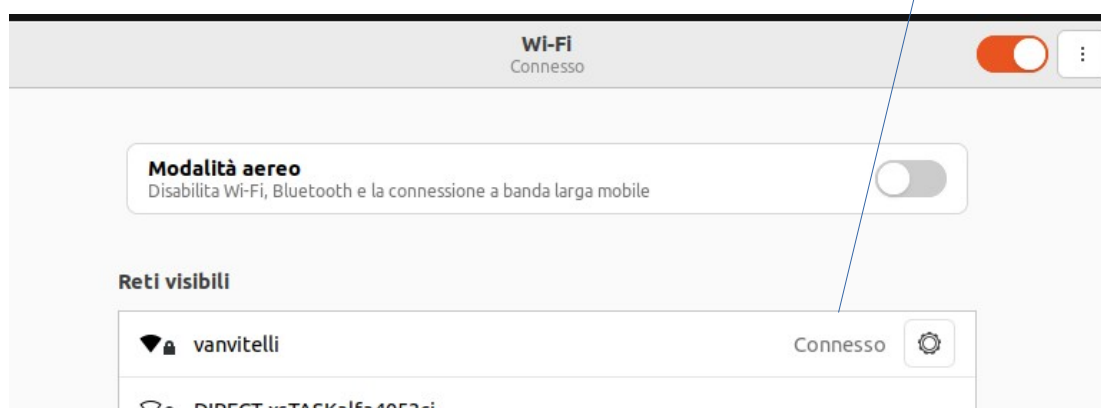 Wi-Fi
Connesso
Modalità aereo
Disabilita Wi-Fi, Bluetooth e la connessione a banda larga mobile
Reti visibili
vanvitelli Connesso